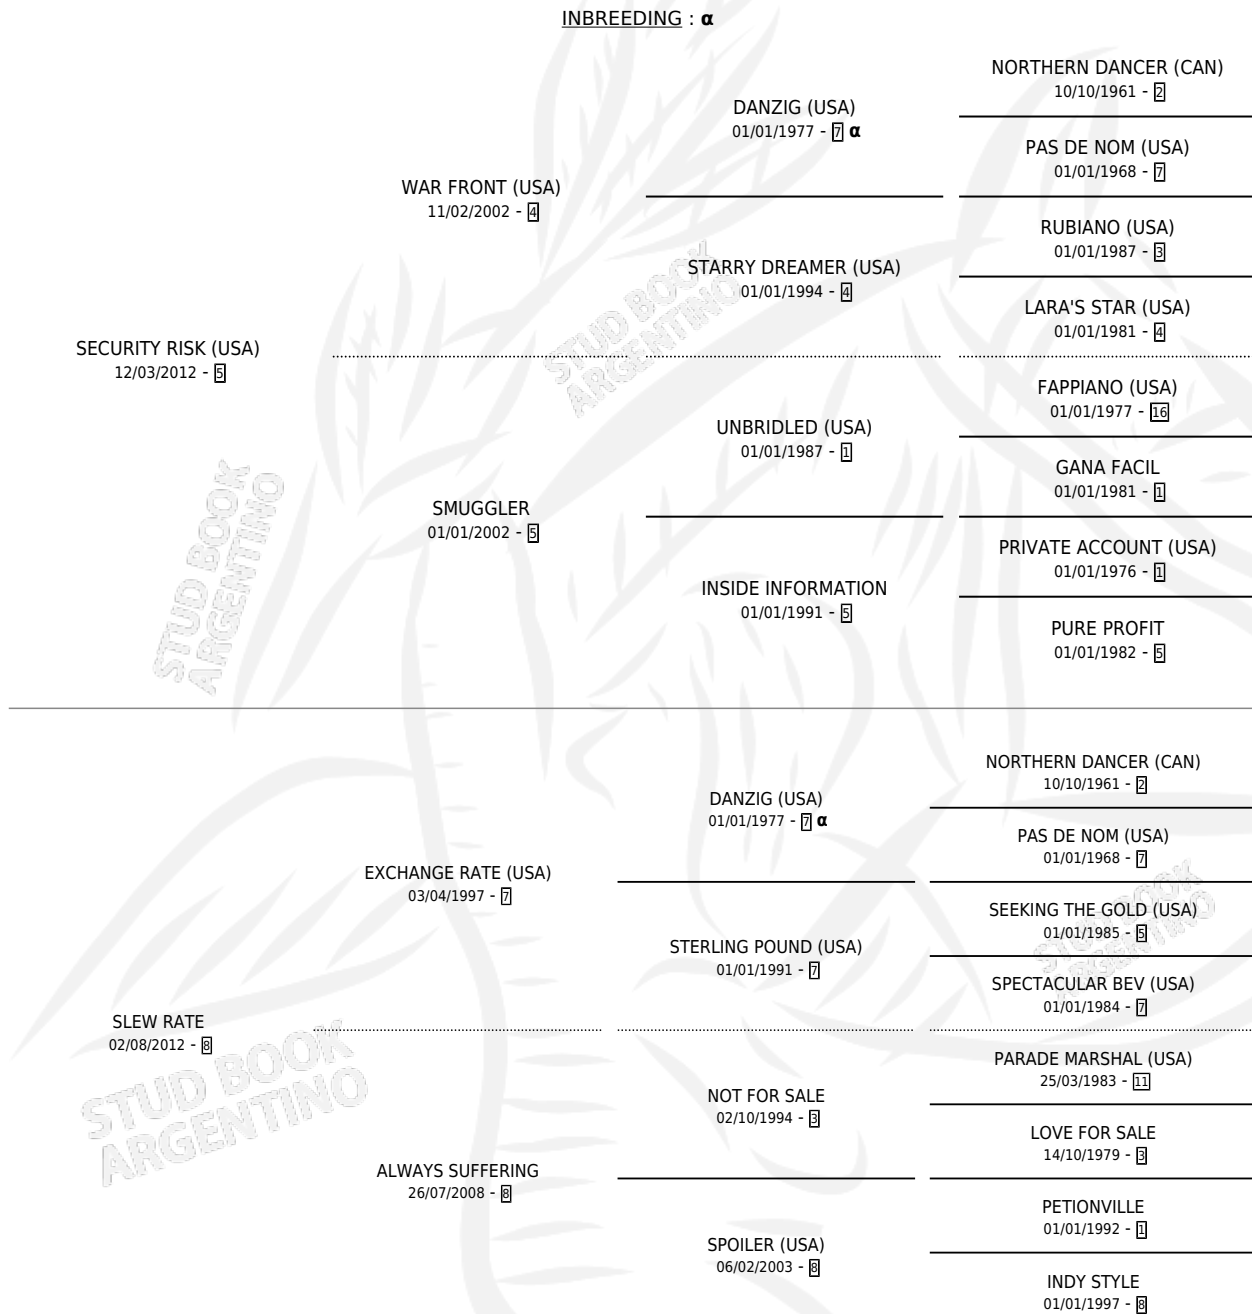 INBREEDING : α
NORTHERN DANCER (CAN)
10/10/1961 - 2
DANZIG (USA)
01/01/1977 - 7 α
PAS DE NOM (USA)
01/01/1968 - 7
WAR FRONT (USA)
11/02/2002 - 4
RUBIANO (USA)
01/01/1987 - 3
STARRY DREAMER (USA)
01/01/1994 - 4
LARA'S STAR (USA)
01/01/1981 - 4
SECURITY RISK (USA)
12/03/2012 - 5
FAPPIANO (USA)
01/01/1977 - 16
UNBRIDLED (USA)
01/01/1987 - 1
GANA FACIL
01/01/1981 - 1
SMUGGLER
01/01/2002 - 5
PRIVATE ACCOUNT (USA)
01/01/1976 - 1
INSIDE INFORMATION
01/01/1991 - 5
PURE PROFIT
01/01/1982 - 5
NORTHERN DANCER (CAN)
10/10/1961 - 2
DANZIG (USA)
01/01/1977 - 7 α
PAS DE NOM (USA)
01/01/1968 - 7
EXCHANGE RATE (USA)
03/04/1997 - 7
SEEKING THE GOLD (USA)
01/01/1985 - 5
STERLING POUND (USA)
01/01/1991 - 7
SPECTACULAR BEV (USA)
01/01/1984 - 7
SLEW RATE
02/08/2012 - 8
PARADE MARSHAL (USA)
25/03/1983 - 11
NOT FOR SALE
02/10/1994 - 3
LOVE FOR SALE
14/10/1979 - 3
ALWAYS SUFFERING
26/07/2008 - 8
PETIONVILLE
01/01/1992 - 1
SPOILER (USA)
06/02/2003 - 8
INDY STYLE
01/01/1997 - 8
STUD BOOK
ARGENTINO
STUD BOOK
ARGENTINO
STUD BOOK
ARGENTINO
STUD BOOK
ARGENTINO